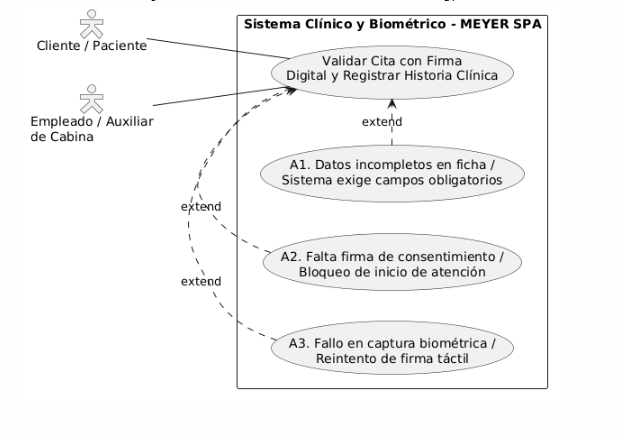 Sistema Clínico y Biométrico - MEYER SPA
Cliente / Paciente
Validar Cita con Firma
Digital y Registrar Historia Clínica
Empleado / Auxiliar
de Cabina
extend
A1. Datos incompletos en ficha /
Sistema exige campos obligatorios
extend
A2. Falta firma de consentimiento /
Bloqueo de inicio de atención
extend
A3. Fallo en captura biométrica /
Reintento de firma táctil